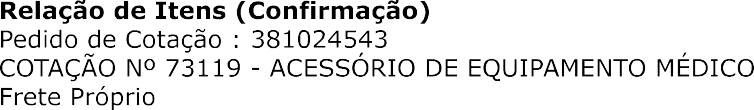 Relação de Itens (Confirmação)
Pedido de Cotação : 381024543
COTAÇÃO Nº 73119 - ACESSÓRIO DE EQUIPAMENTO MÉDICO
Frete Próprio